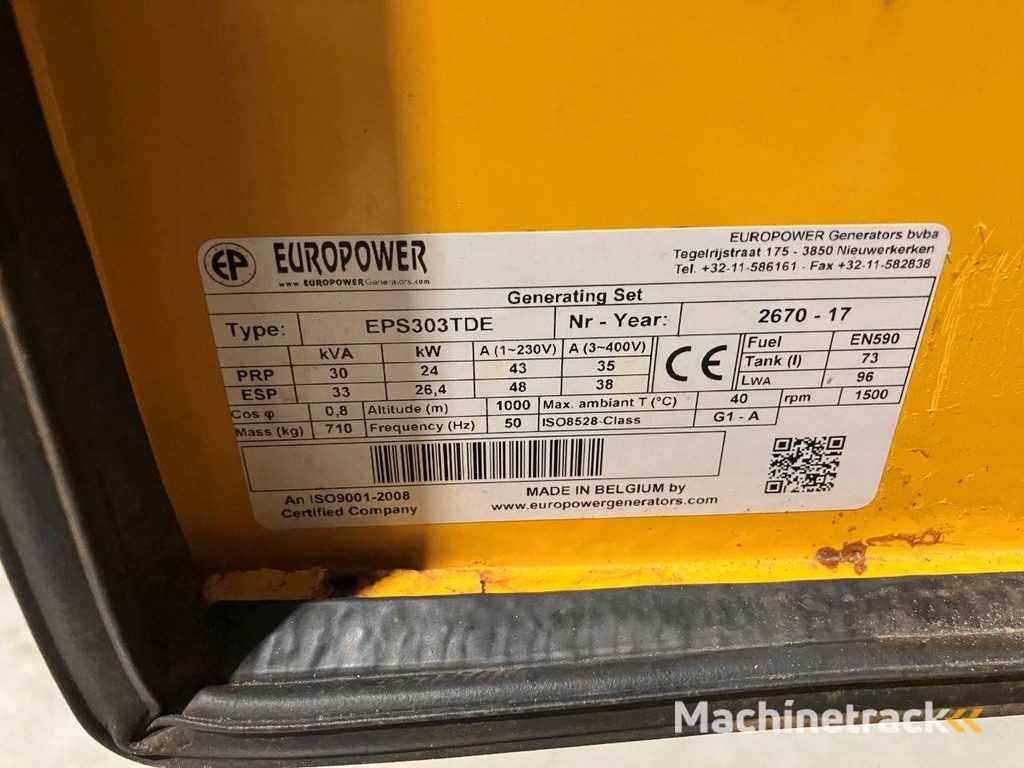 EP EUROPOWER
www.EUROPOWERGenerators.com
EUROPOWER Generators bvba
Tegelrijstraat 175 - 3850 Nieuwerkerken
Tel. +32-11-586161 - Fax +32-11-582838
Generating Set
Type: EPS303TDE Nr - Year: 2670 - 17
kVA kW A (1~230V) A (3~400V) CE Fuel EN590
PRP 30 24 43 35 Tank (l) 73
ESP 33 26,4 48 38 LWA 96
Cos φ 0,8 Altitude (m) 1000 Max. ambiant T (°C) 40 rpm 1500
Mass (kg) 710 Frequency (Hz) 50 ISO8528-Class G1 - A
An ISO9001-2008
Certified Company
MADE IN BELGIUM by
www.europowergenerators.com
Machinetrack